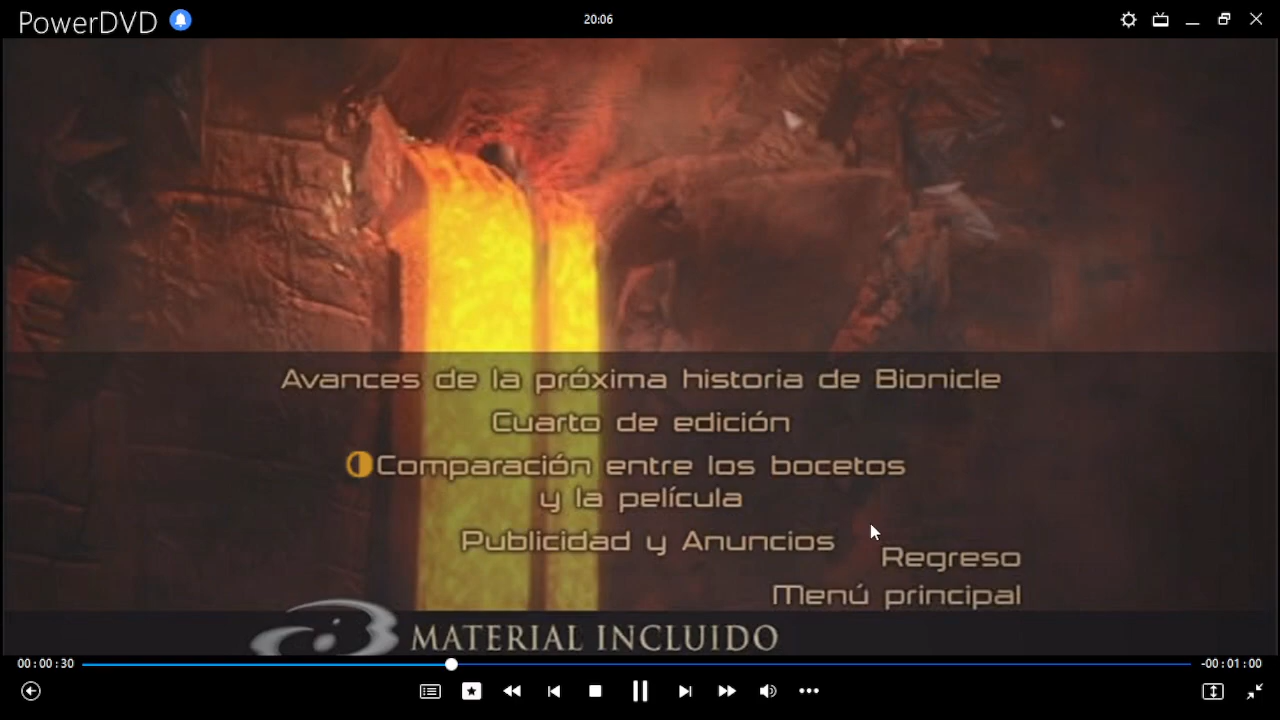 PowerDVD
20:06
Avances de la próxima historia de Bionicle
Cuarto de edición
Comparación entre los bocetos
y la película
Publicidad y Anuncios
Regreso
Menú principal
MATERIAL INCLUIDO
00:00:30
-00:01:00